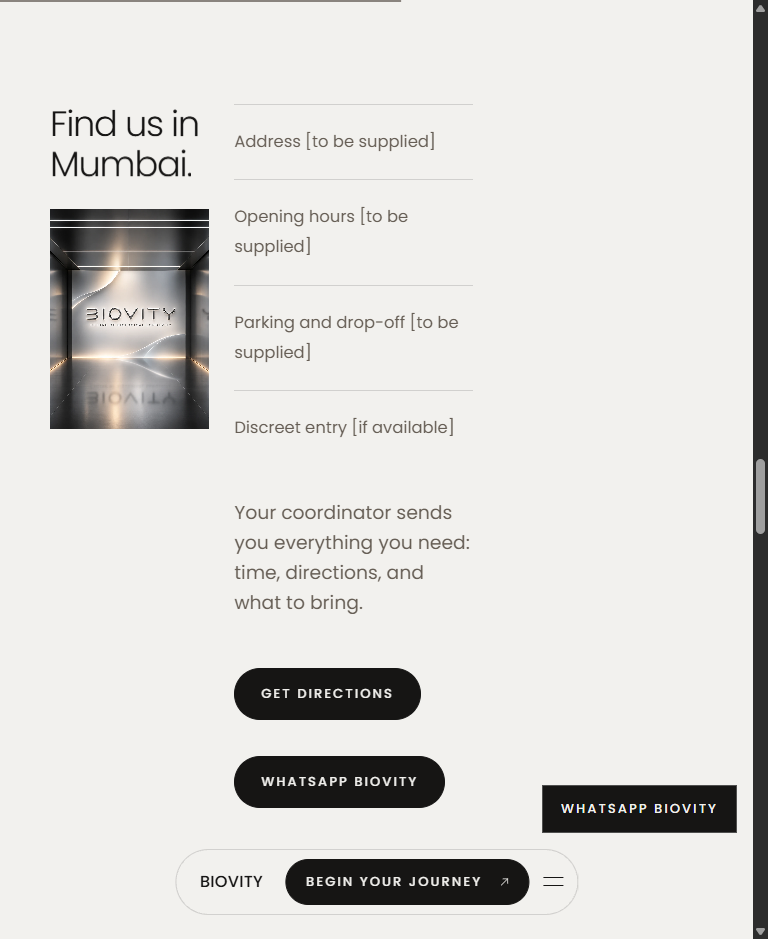 Find us in
Mumbai.
BIOVITY
Address [to be supplied]
Opening hours [to be
supplied]
Parking and drop-off [to be
supplied]
Discreet entry [if available]
Your coordinator sends
you everything you need:
time, directions, and
what to bring.
GET DIRECTIONS
WHATSAPP BIOVITY
WHATSAPP BIOVITY
BIOVITY
BEGIN YOUR JOURNEY